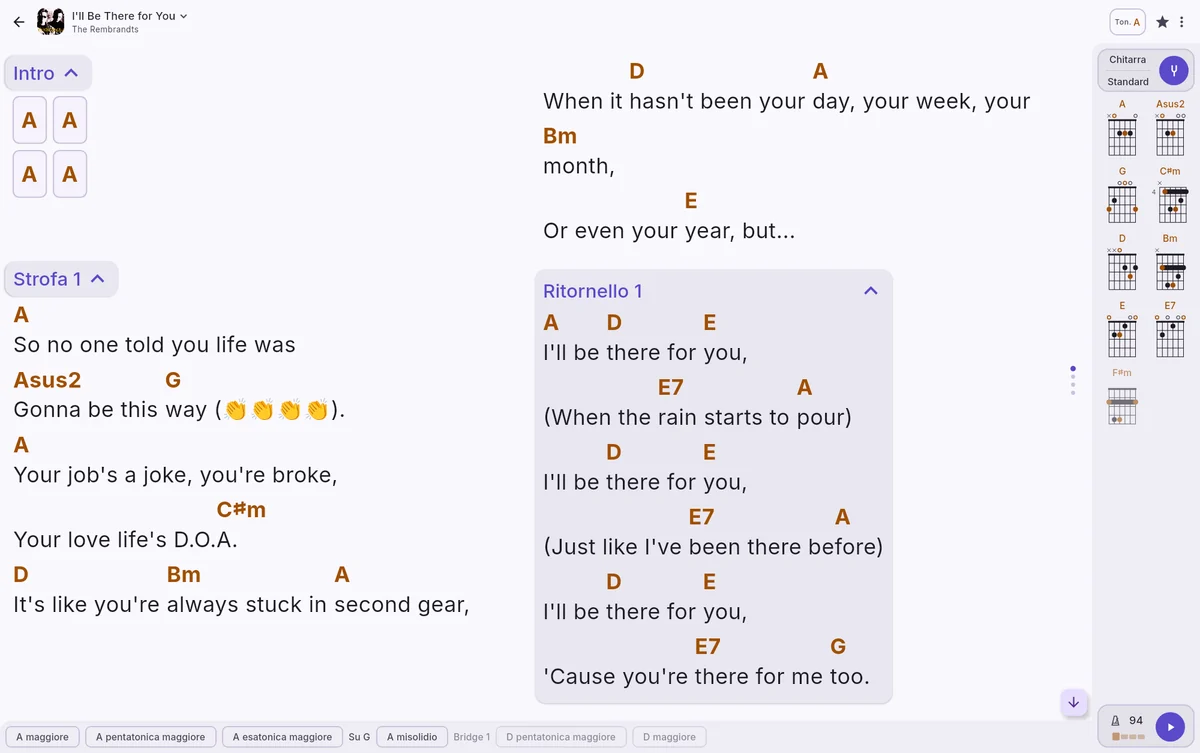 I'll Be There for You
The Rembrandts
Ton. A
Intro
A A
A A
Strofa 1
A
So no one told you life was
Asus2 G
Gonna be this way (👏👏👏👏).
A
Your job's a joke, you're broke,
C#m
Your love life's D.O.A.
D Bm A
It's like you're always stuck in second gear,
D A
When it hasn't been your day, your week, your
Bm
month,
E
Or even your year, but...
Ritornello 1
A D E
I'll be there for you,
E7 A
(When the rain starts to pour)
D E
I'll be there for you,
E7 A
(Just like I've been there before)
D E
I'll be there for you,
E7 G
'Cause you're there for me too.
Chitarra
Standard
A Asus2
G C#m
4
D Bm
E E7
F#m
94
A maggiore A pentatonica maggiore A esatonica maggiore Su G A misolidio Bridge 1 D pentatonica maggiore D maggiore